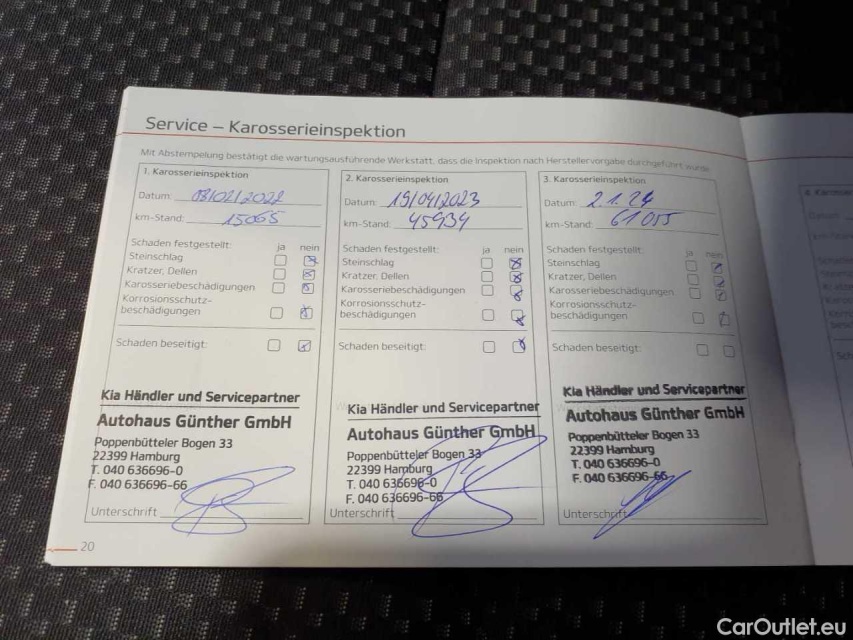 Service – Karosserieinspektion
Mit Abstempelung bestätigt die wartungsausführende Werkstatt, dass die Inspektion nach Herstellervorgabe durchgeführt wurde.
1. Karosserieinspektion
Datum: 08/02/2022
km-Stand: 15065
Schaden festgestellt: ja nein
Steinschlag
Kratzer, Dellen
Karosseriebeschädigungen
Korrosionsschutz-
beschädigungen
Schaden beseitigt:
Kia Händler und Servicepartner
Autohaus Günther GmbH
Poppenbütteler Bogen 33
22399 Hamburg
T. 040 636696-0
F. 040 636696-66
Unterschrift
2. Karosserieinspektion
Datum: 19/04/2023
km-Stand: 45934
Schaden festgestellt: ja nein
Steinschlag
Kratzer, Dellen
Karosseriebeschädigungen
Korrosionsschutz-
beschädigungen
Schaden beseitigt:
Kia Händler und Servicepartner
Autohaus Günther GmbH
Poppenbütteler Bogen 33
22399 Hamburg
T. 040 636696-0
F. 040 636696-66
Unterschrift
3. Karosserieinspektion
Datum: 2.1.24
km-Stand: 61055
Schaden festgestellt: ja nein
Steinschlag
Kratzer, Dellen
Karosseriebeschädigungen
Korrosionsschutz-
beschädigungen
Schaden beseitigt:
Kia Händler und Servicepartner
Autohaus Günther GmbH
Poppenbütteler Bogen 33
22399 Hamburg
T. 040 636696-0
F. 040 636696-66
Unterschrift
20
CarOutlet.eu